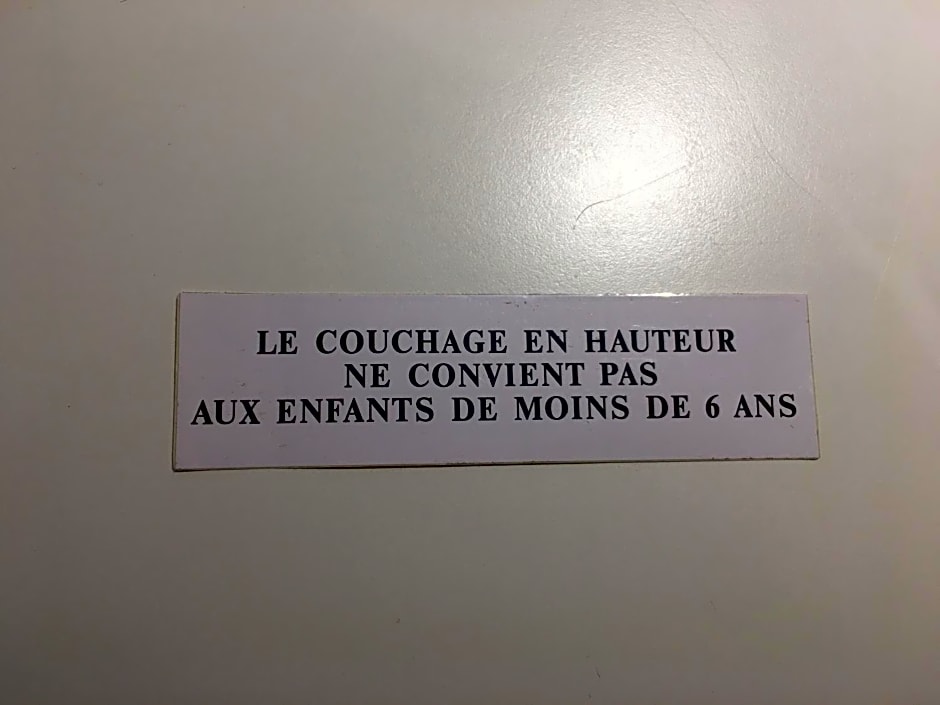 LE COUCHAGE EN HAUTEUR
NE CONVIENT PAS
AUX ENFANTS DE MOINS DE 6 ANS